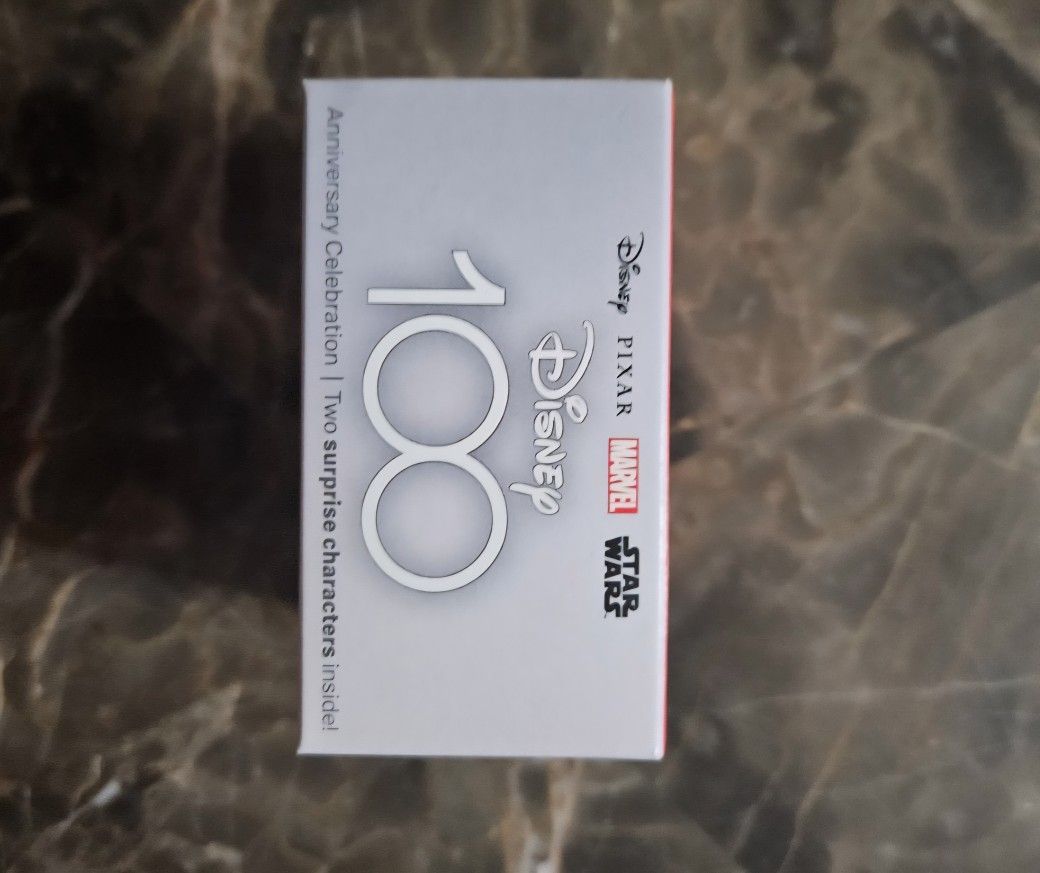 Disney PIXAR MARVEL STAR WARS
Disney
100
Anniversary Celebration | Two surprise characters inside!